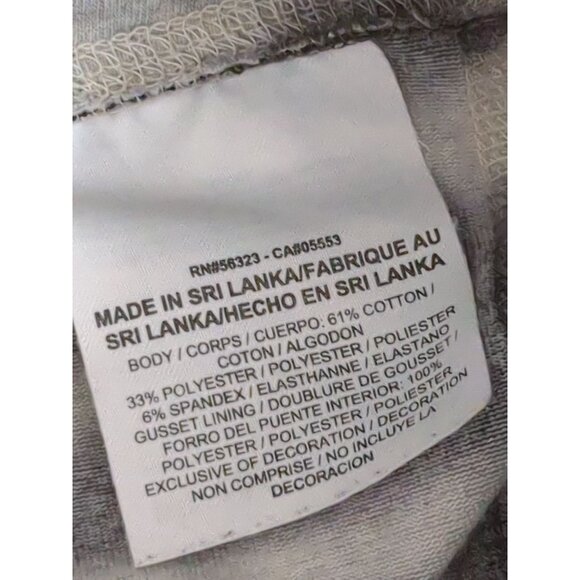 RN#56323 - CA#05553
MADE IN SRI LANKA/FABRIQUE AU
SRI LANKA/HECHO EN SRI LANKA
BODY / CORPS / CUERPO: 61% COTTON /
COTON / ALGODON
33% POLYESTER / POLYESTER / POLIESTER
6% SPANDEX / ELASTHANNE / ELASTANO
GUSSET LINING / DOUBLURE DE GOUSSET /
FORRO DEL PUENTE INTERIOR: 100%
POLYESTER / POLYESTER / POLIESTER
EXCLUSIVE OF DECORATION / DECORATION
NON COMPRISE / NO INCLUYE LA
DECORACION